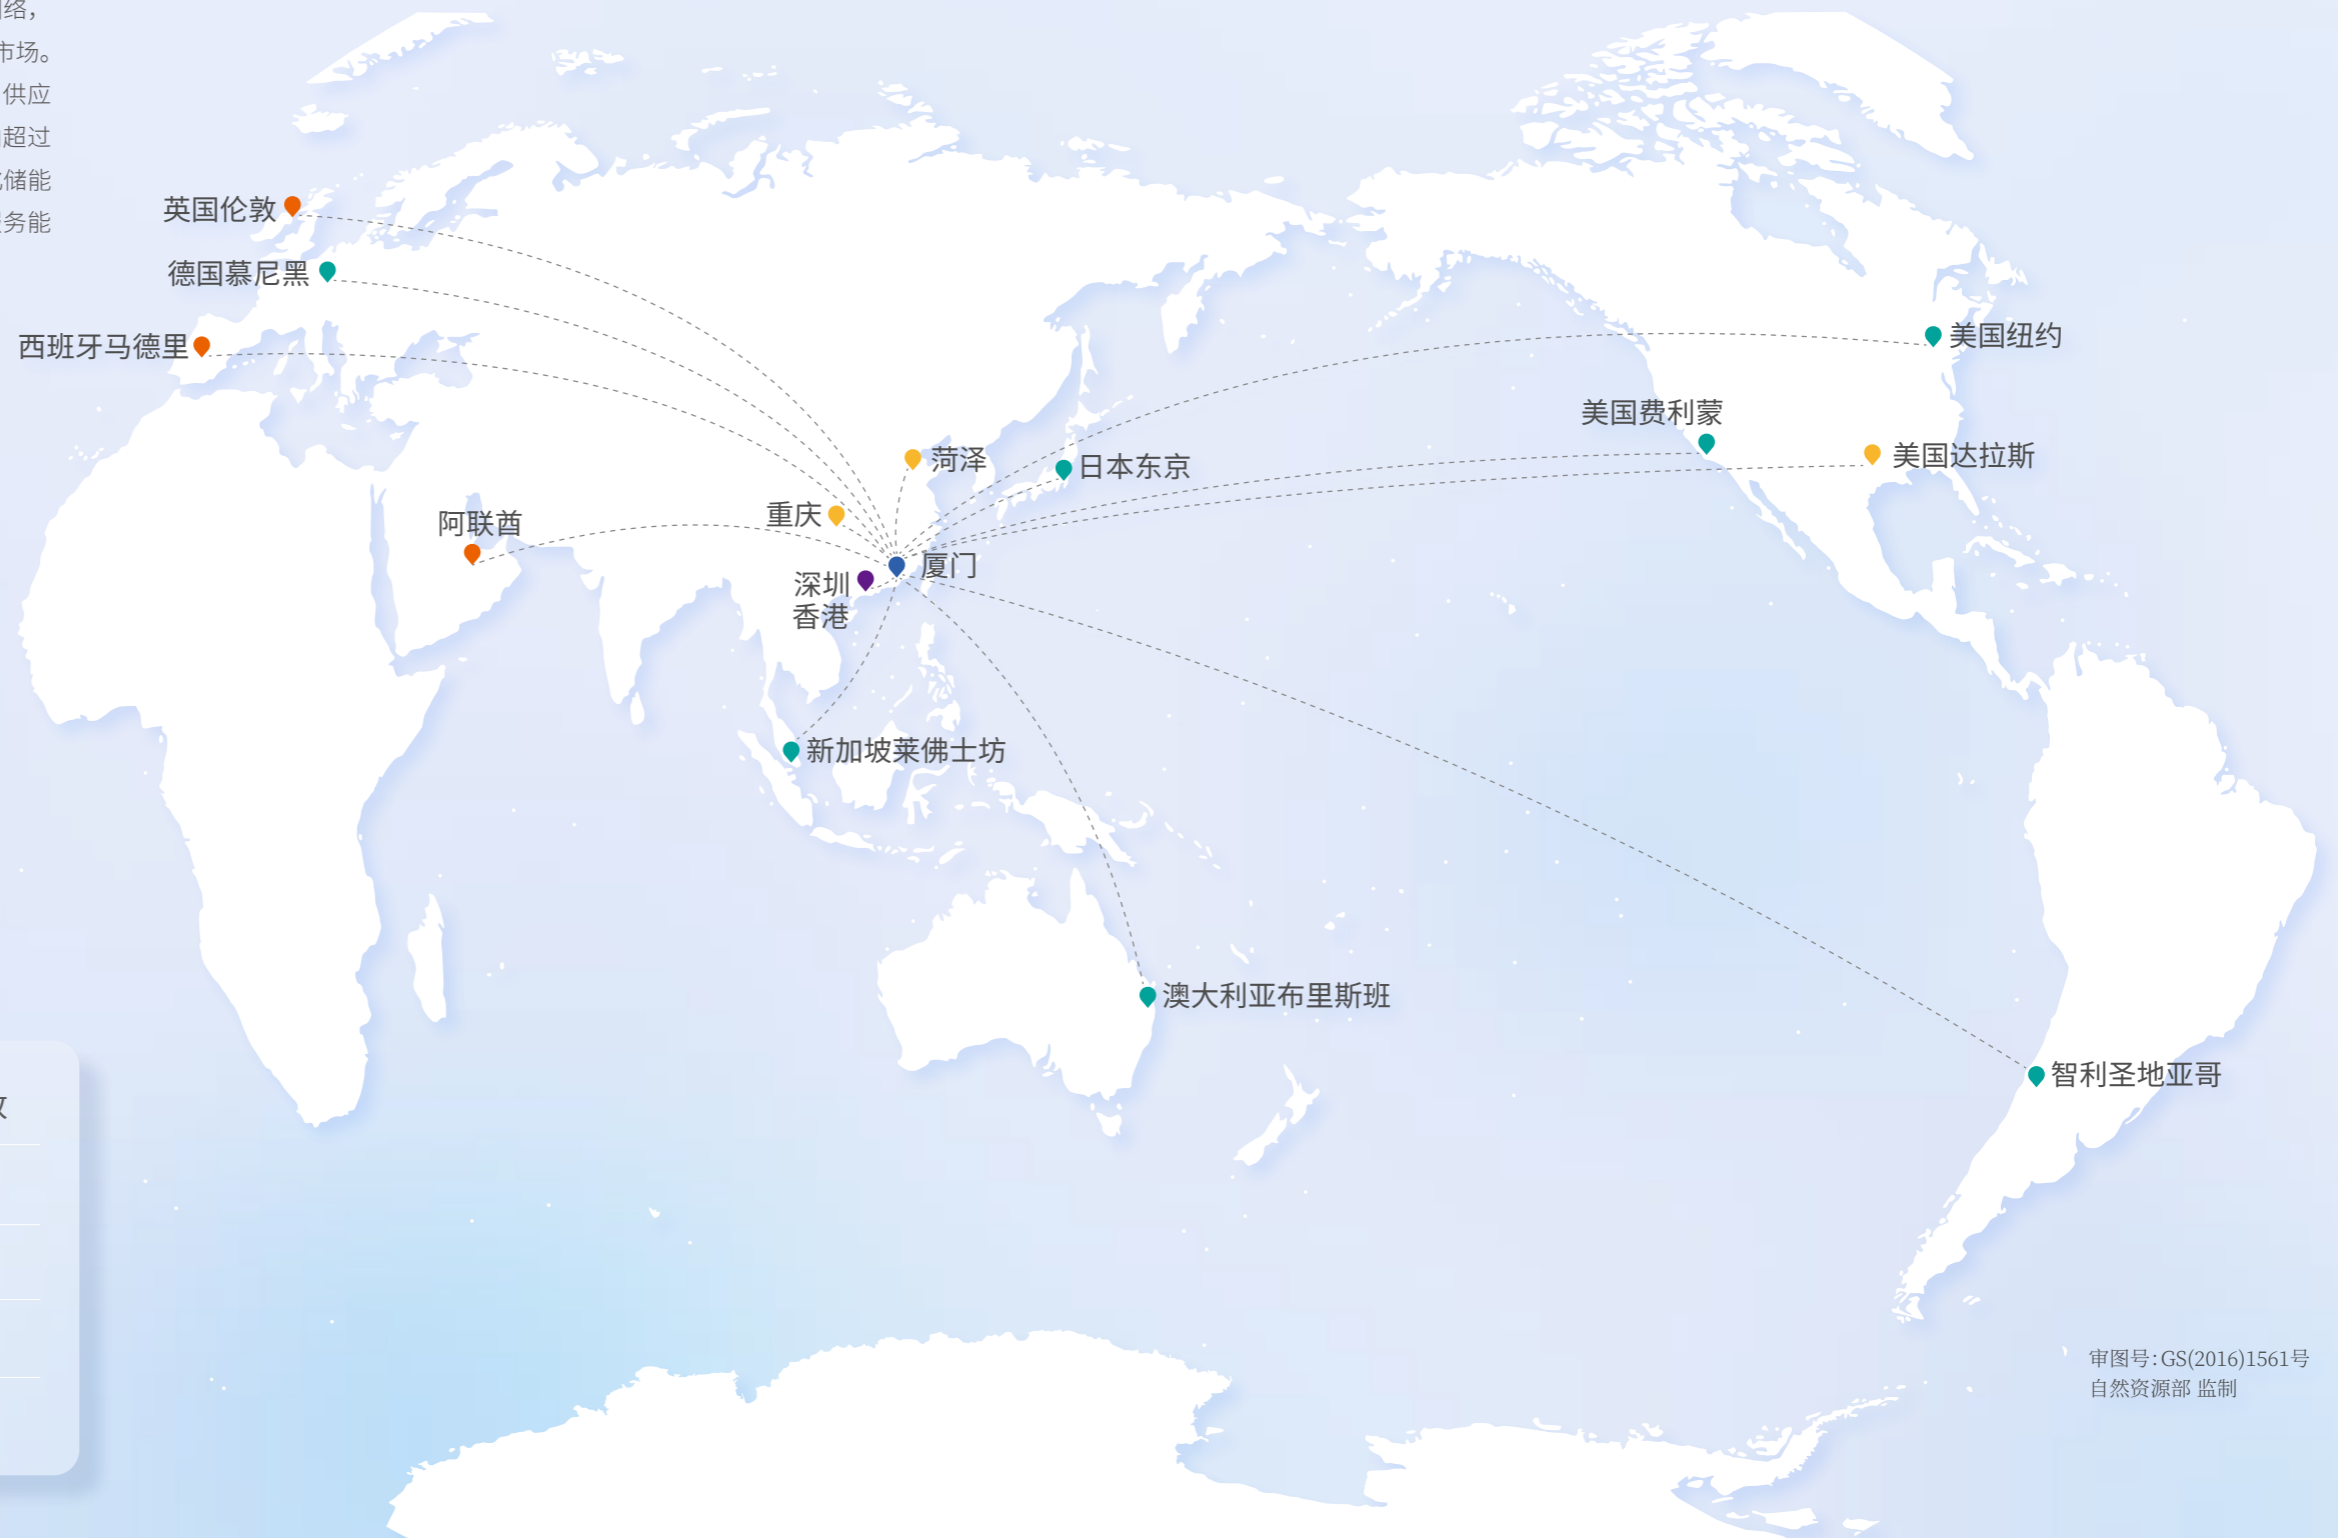 络，
市场。
供应
超过
储能
务能
英国伦敦
德国慕尼黑
西班牙马德里
美国纽约
美国费利蒙
美国达拉斯
菏泽
日本东京
重庆
阿联酋
厦门
深圳
香港
新加坡莱佛士坊
澳大利亚布里斯班
智利圣地亚哥
审图号：GS(2016)1561号
自然资源部 监制